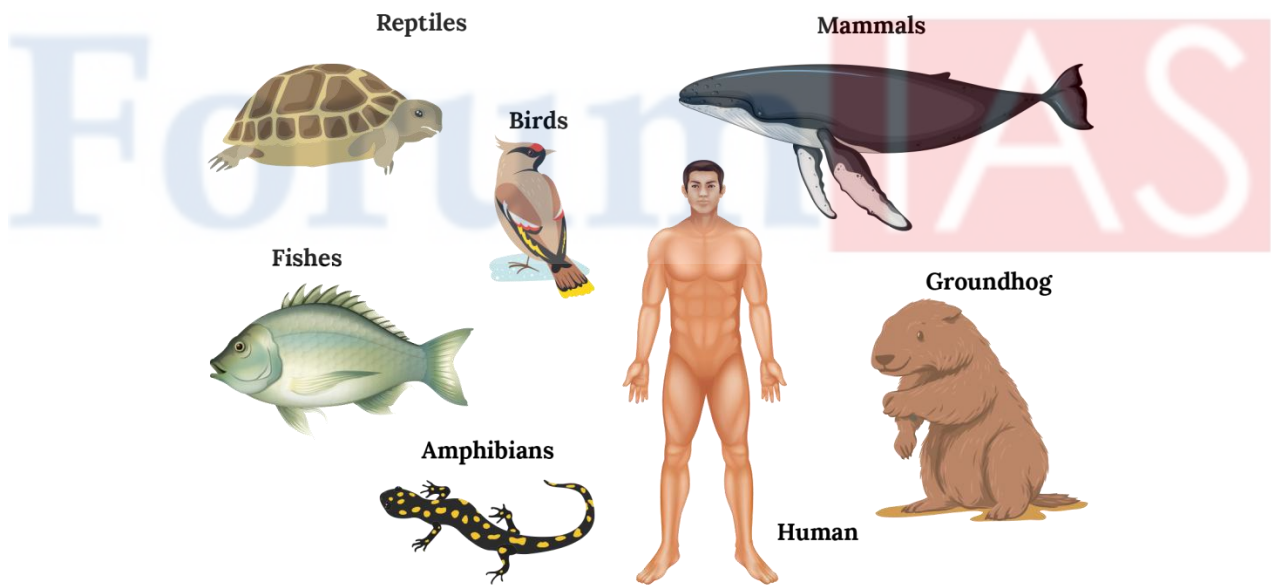 Reptiles
Mammals
ForumIAS
Birds
Fishes
Groundhog
Amphibians
Human